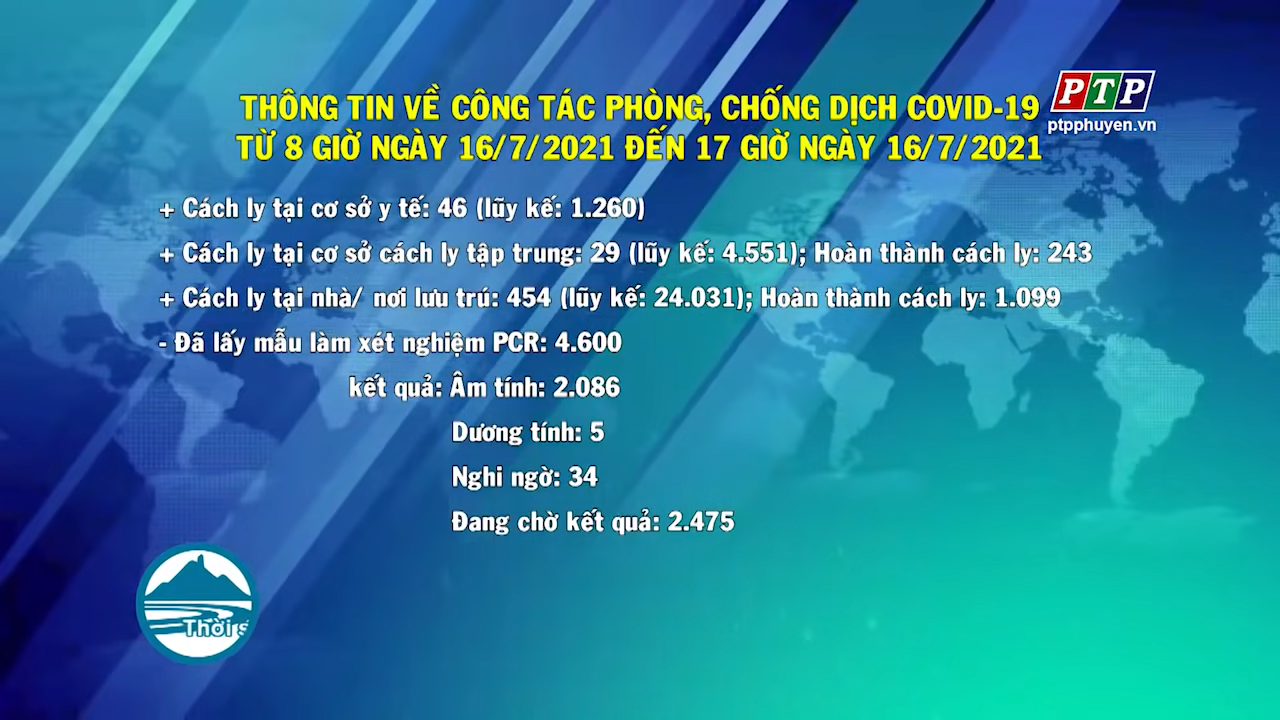 PTP
ptpphuyen.vn
THÔNG TIN VỀ CÔNG TÁC PHÒNG, CHỐNG DỊCH COVID-19
TỪ 8 GIỜ NGÀY 16/7/2021 ĐẾN 17 GIỜ NGÀY 16/7/2021
+ Cách ly tại cơ sở y tế: 46 (lũy kế: 1.260)
+ Cách ly tại cơ sở cách ly tập trung: 29 (lũy kế: 4.551); Hoàn thành cách ly: 243
+ Cách ly tại nhà/ nơi lưu trú: 454 (lũy kế: 24.031); Hoàn thành cách ly: 1.099
- Đã lấy mẫu làm xét nghiệm PCR: 4.600
kết quả: Âm tính: 2.086
Dương tính: 5
Nghi ngờ: 34
Đang chờ kết quả: 2.475
Thời s